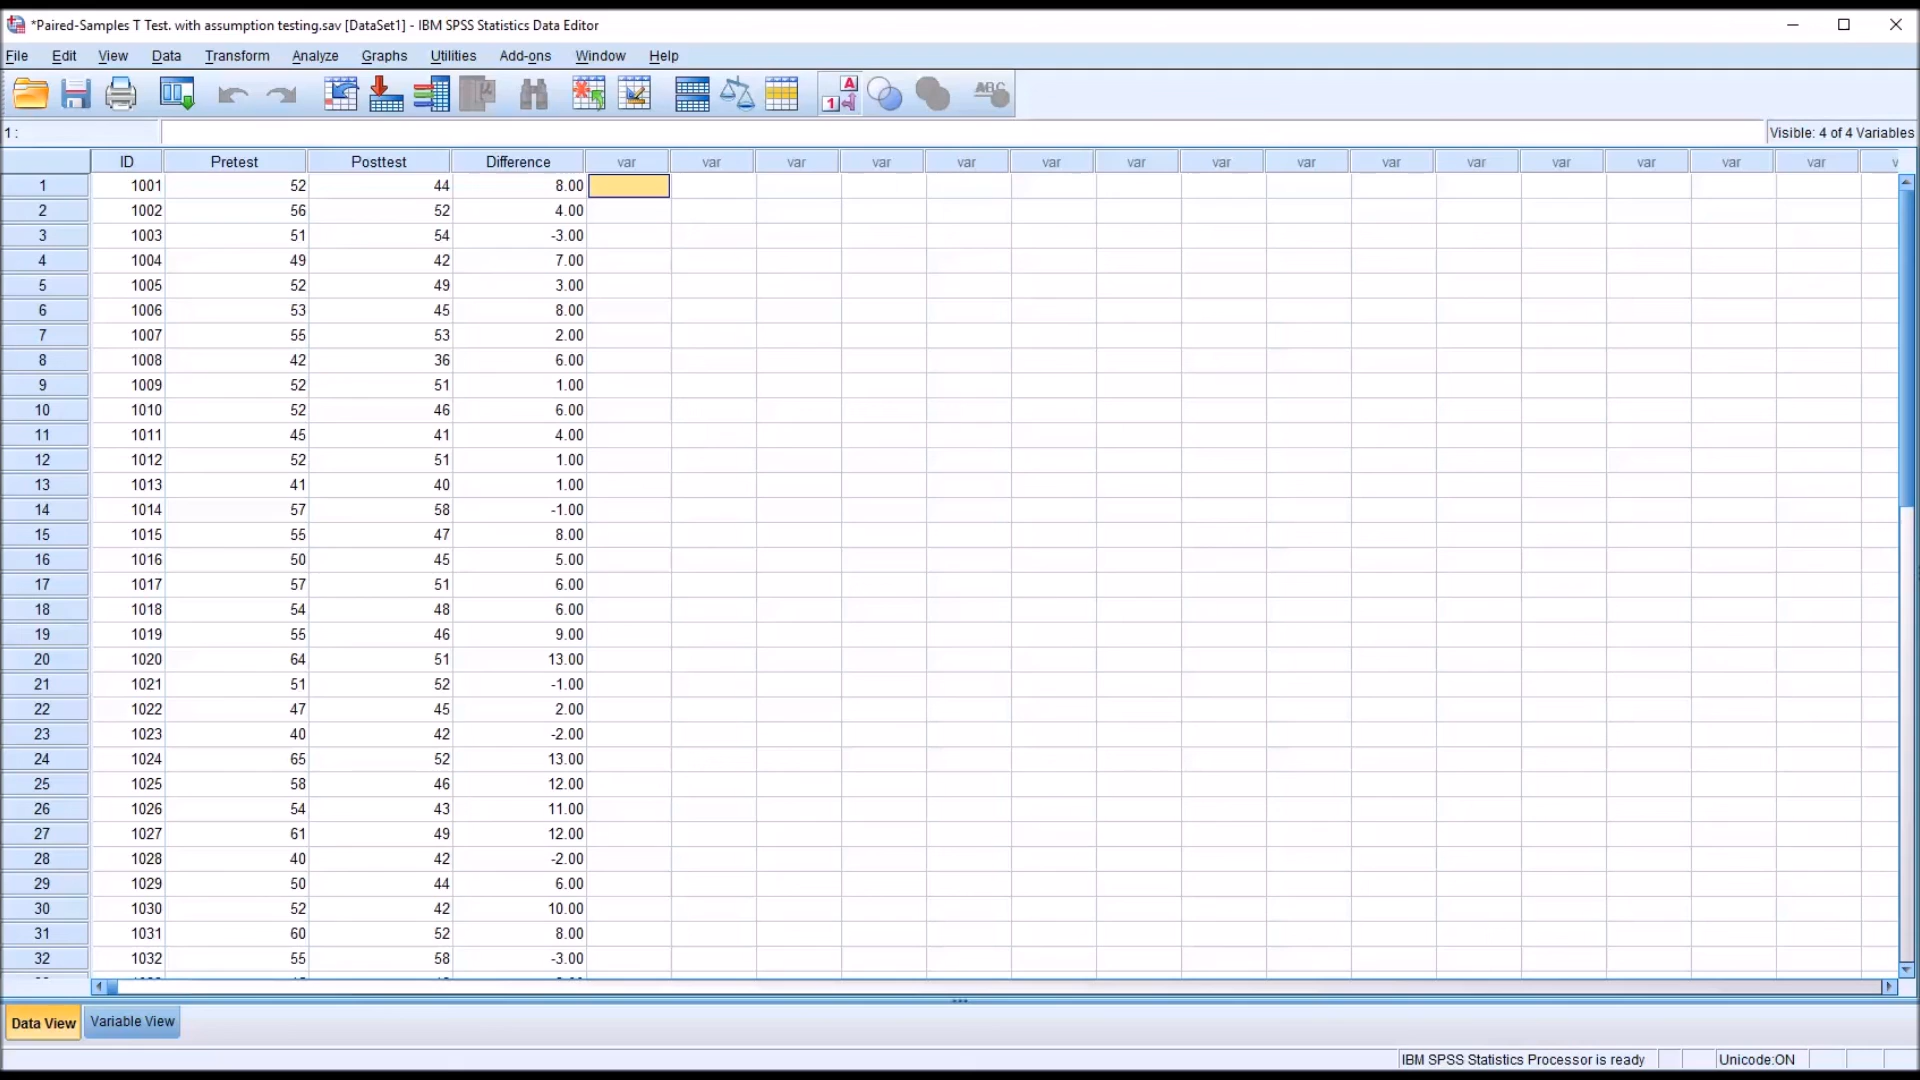 *Paired-Samples T Test. with assumption testing.sav [DataSet1] - IBM SPSS Statistics Data Editor
File Edit View Data Transform Analyze Graphs Utilities Add-ons Window Help
1 A ABC
1 : Visible: 4 of 4 Variables
ID Pretest Posttest Difference var var var var var var var var var var var var var var var
1 1001 52 44 8.00
2 1002 56 52 4.00
3 1003 51 54 -3.00
4 1004 49 42 7.00
5 1005 52 49 3.00
6 1006 53 45 8.00
7 1007 55 53 2.00
8 1008 42 36 6.00
9 1009 52 51 1.00
10 1010 52 46 6.00
11 1011 45 41 4.00
12 1012 52 51 1.00
13 1013 41 40 1.00
14 1014 57 58 -1.00
15 1015 55 47 8.00
16 1016 50 45 5.00
17 1017 57 51 6.00
18 1018 54 48 6.00
19 1019 55 46 9.00
20 1020 64 51 13.00
21 1021 51 52 -1.00
22 1022 47 45 2.00
23 1023 40 42 -2.00
24 1024 65 52 13.00
25 1025 58 46 12.00
26 1026 54 43 11.00
27 1027 61 49 12.00
28 1028 40 42 -2.00
29 1029 50 44 6.00
30 1030 52 42 10.00
31 1031 60 52 8.00
32 1032 55 58 -3.00
Data View Variable View
IBM SPSS Statistics Processor is ready Unicode:ON